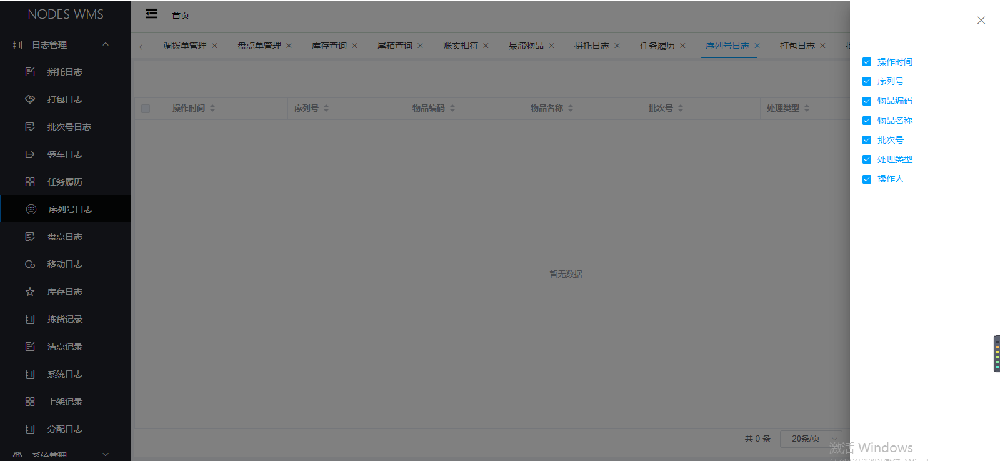 NODES WMS
首页
日志管理
拼托日志
打包日志
批次号日志
装车日志
任务履历
序列号日志
盘点日志
移动日志
库存日志
拣货记录
清点记录
系统日志
上架记录
分配日志
系统管理
调拨单管理 盘点单管理 库存查询 尾箱查询 账实相符 呆滞物品 拼托日志 任务履历 序列号日志 打包日志
操作时间 序列号 物品编码 物品名称 批次号 处理类型
暂无数据
共 0 条 20条/页
操作时间
序列号
物品编码
物品名称
批次号
处理类型
操作人
激活 Windows